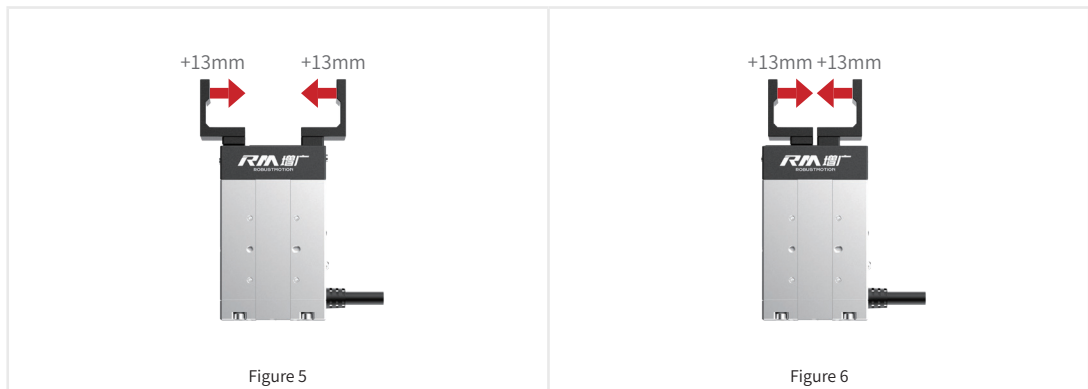 +13mm +13mm
RM 增广
ROBUSTMOTION
Figure 5
+13mm +13mm
RM 增广
ROBUSTMOTION
Figure 6